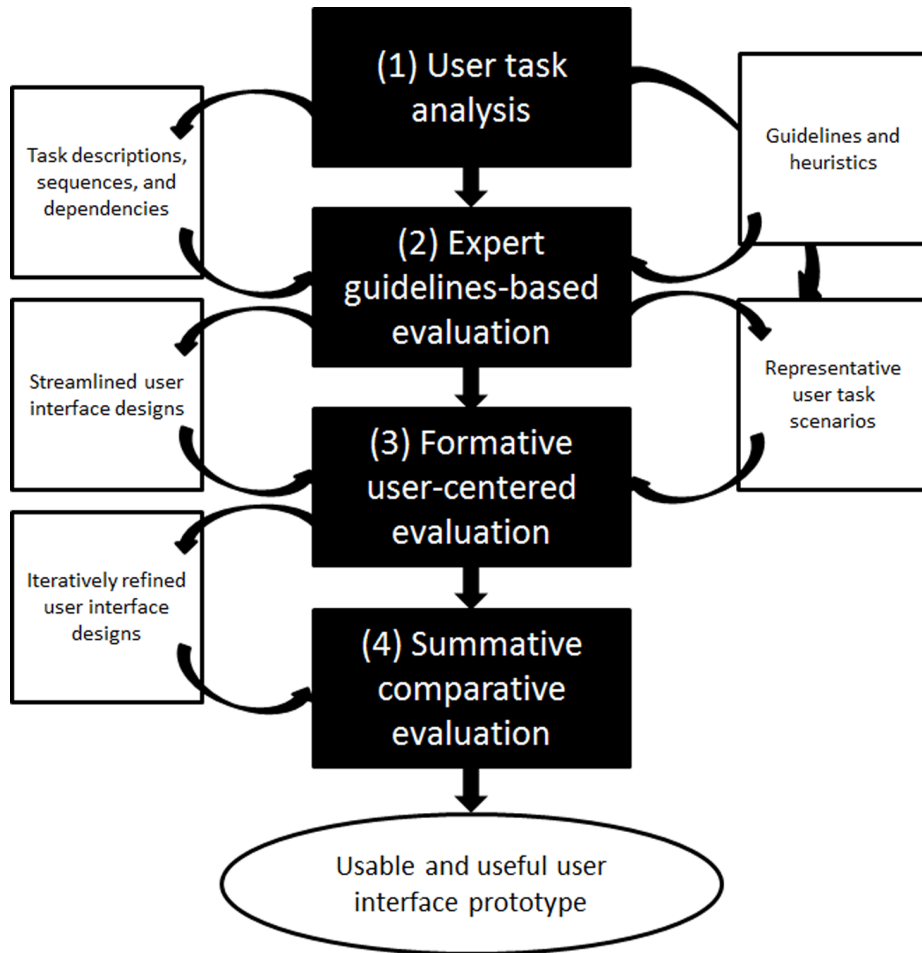 (1) User task
analysis
Task descriptions,
sequences, and
dependencies
Guidelines and
heuristics
(2) Expert
guidelines-based
evaluation
Streamlined user
interface designs
Representative
user task
scenarios
(3) Formative
user-centered
evaluation
Iteratively refined
user interface
designs
(4) Summative
comparative
evaluation
Usable and useful user
interface prototype